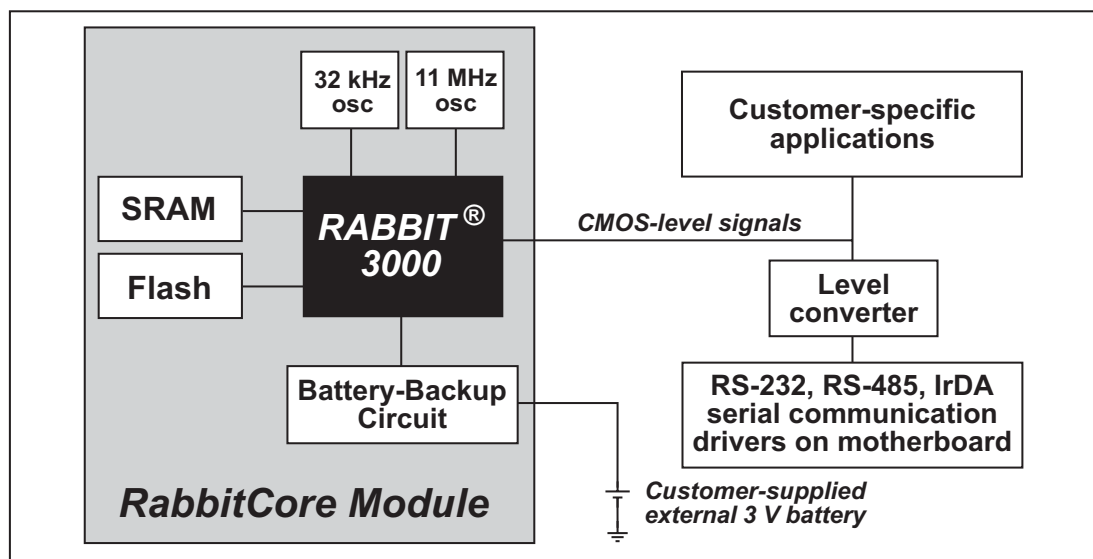 32 kHz
osc
11 MHz
osc
SRAM
Flash
RABBIT ®
3000
Battery-Backup
Circuit
RabbitCore Module
CMOS-level signals
Customer-specific
applications
Level
converter
RS-232, RS-485, IrDA
serial communication
drivers on motherboard
Customer-supplied
external 3 V battery